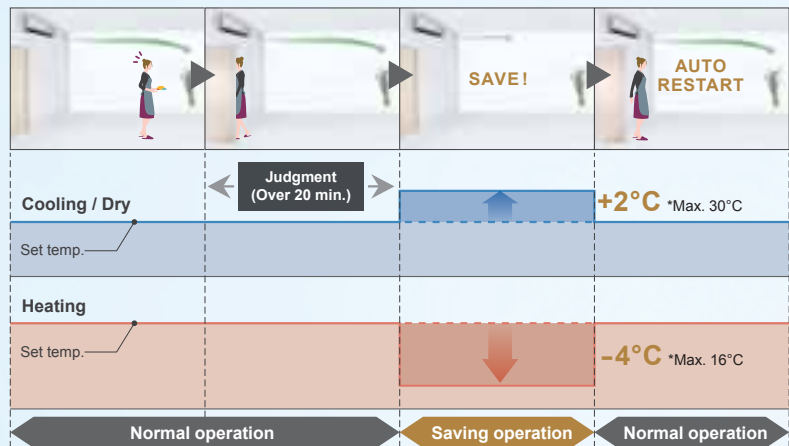 SAVE!
AUTO
RESTART
Judgment
(Over 20 min.)
Cooling / Dry
+2°C *Max. 30°C
Set temp.
Heating
Set temp.
-4°C *Max. 16°C
Normal operation
Saving operation
Normal operation